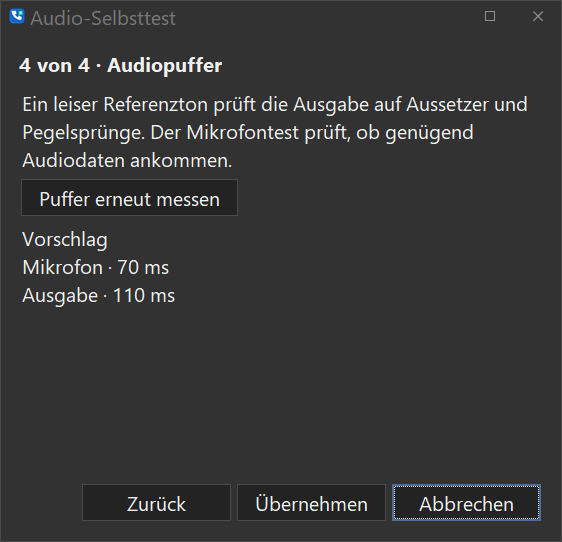 Audio-Selbsttest
4 von 4 · Audiopuffer
Ein leiser Referenzton prüft die Ausgabe auf Aussetzer und
Pegelsprünge. Der Mikrofontest prüft, ob genügend
Audiodaten ankommen.
Puffer erneut messen
Vorschlag
Mikrofon · 70 ms
Ausgabe · 110 ms
Zurück
Übernehmen
Abbrechen